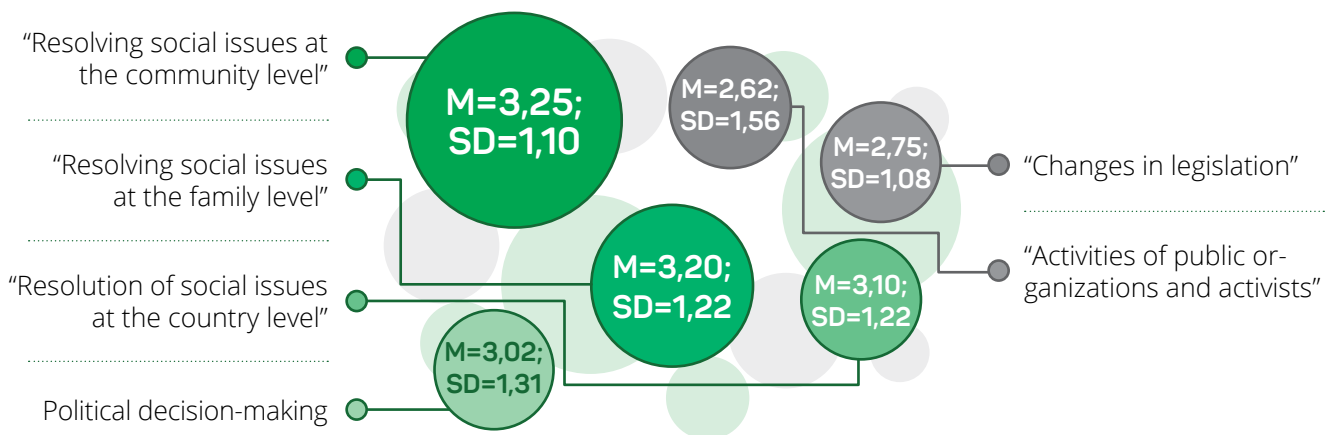 “Resolving social issues at
the community level”
“Resolving social issues
at the family level”
“Resolution of social issues
at the country level”
Political decision-making
M=3,25;
SD=1,10
M=3,20;
SD=1,22
M=3,02;
SD=1,31
M=2,62;
SD=1,56
M=2,75;
SD=1,08
M=3,10;
SD=1,22
“Changes in legislation”
“Activities of public or-
ganizations and activists”